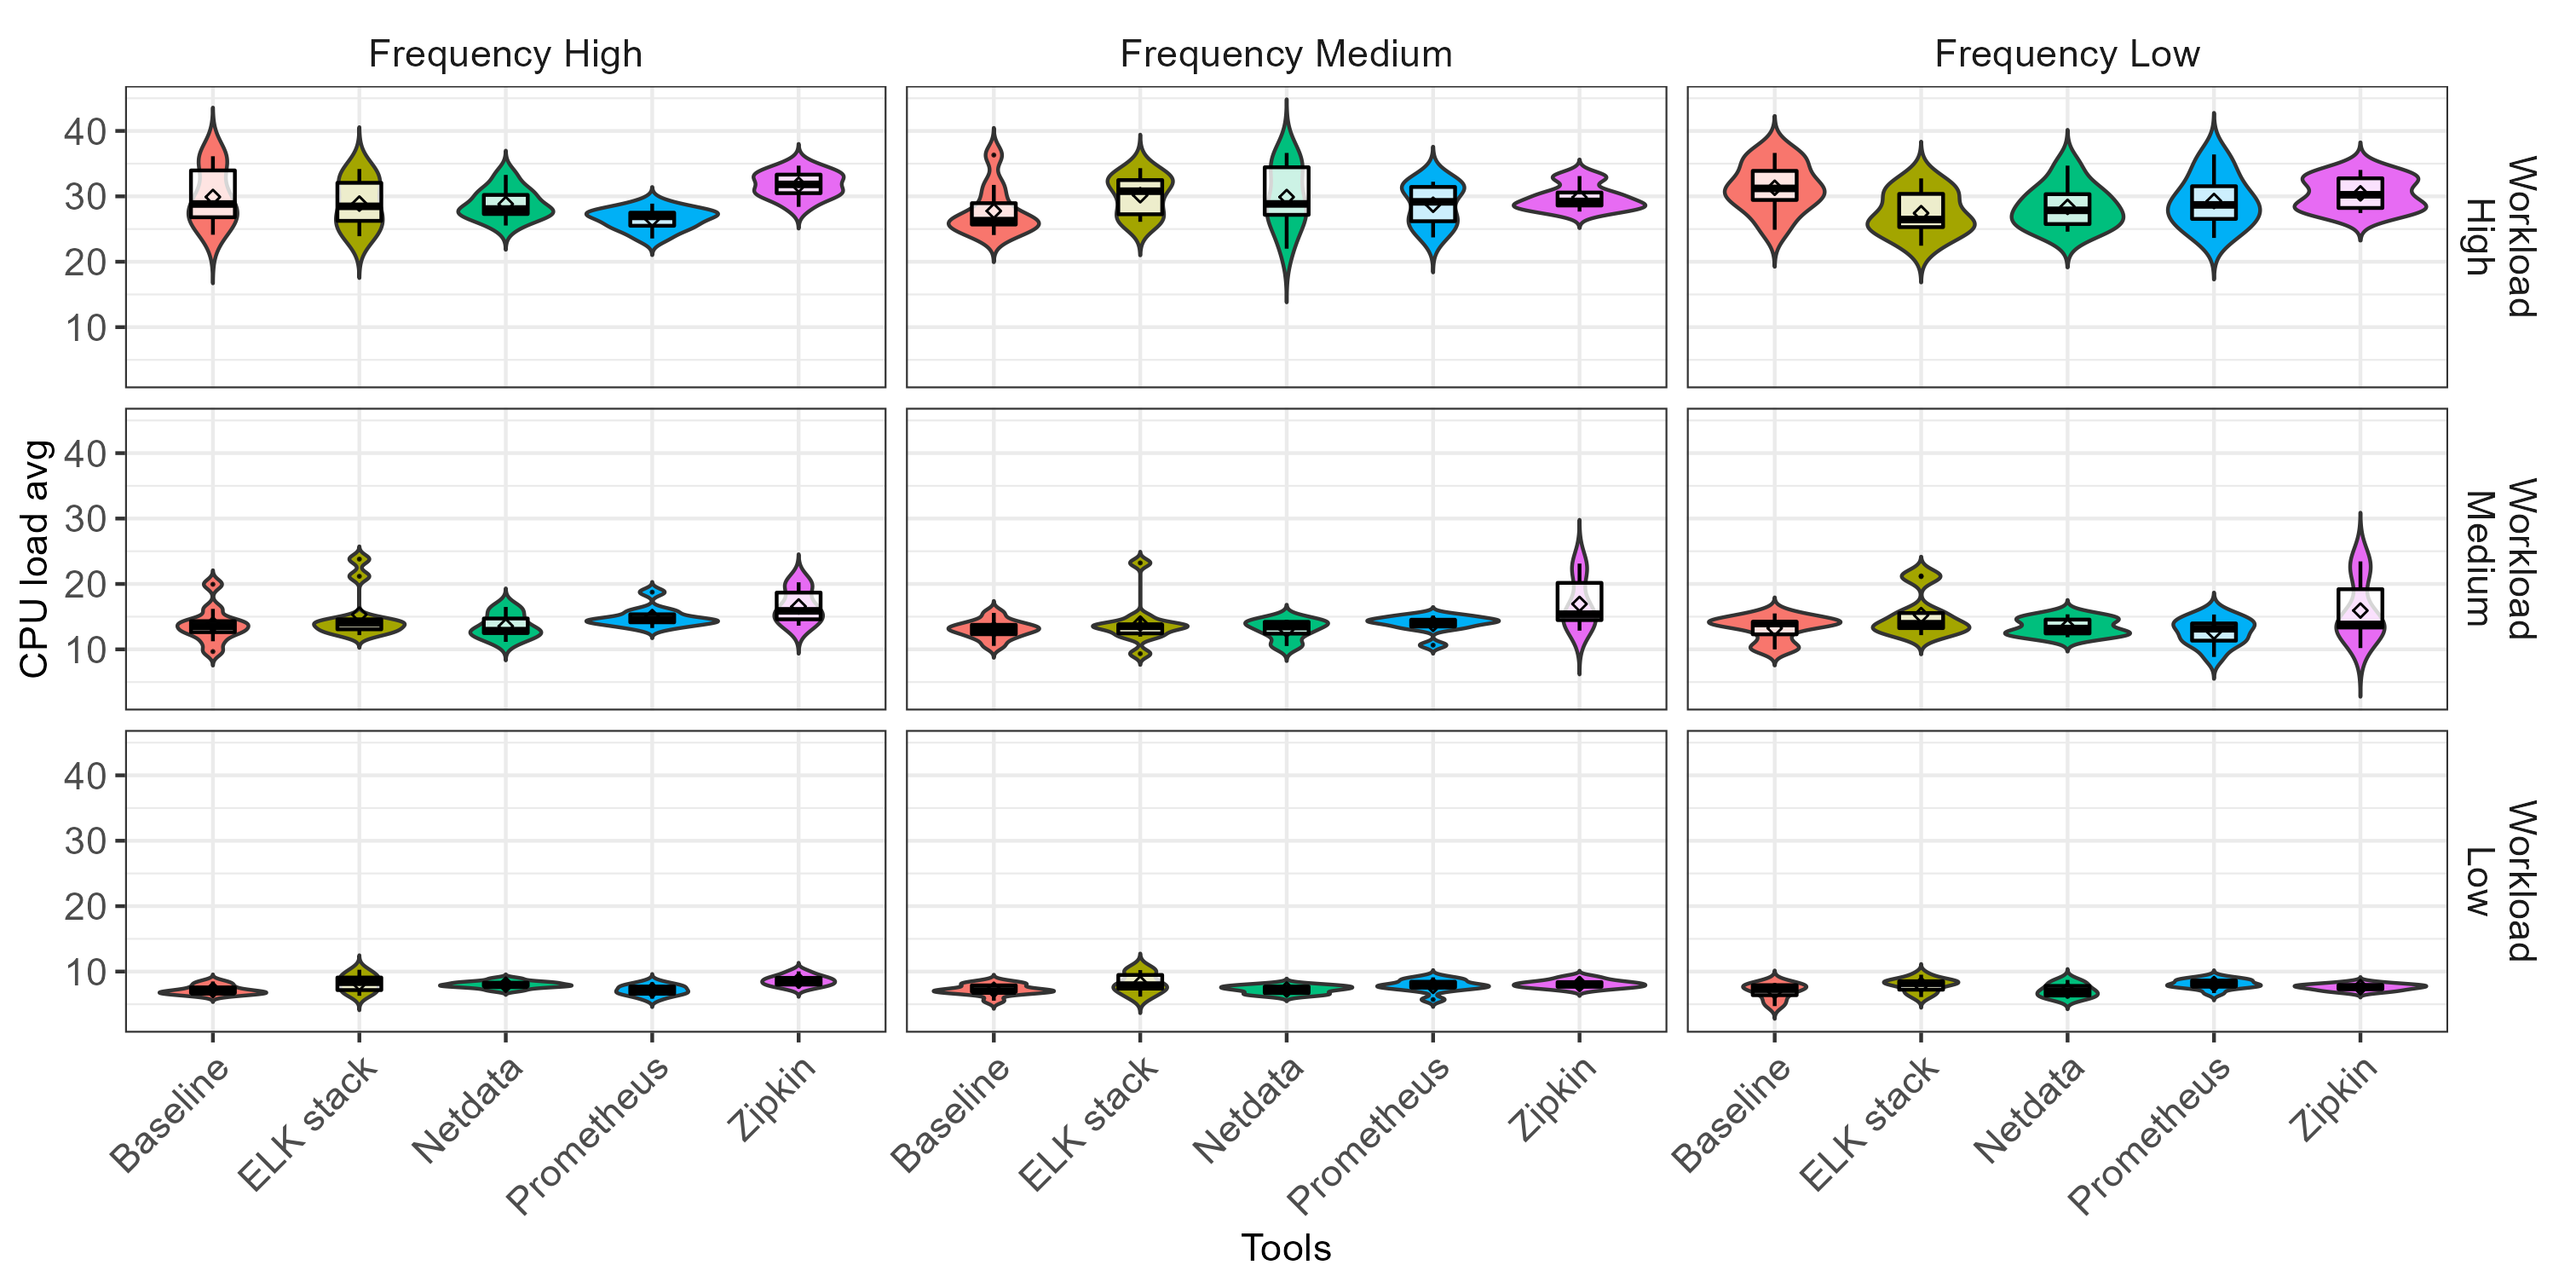 Frequency High
Frequency Medium
Frequency Low
40
30
20
10
Workload
High
CPU load avg
40
30
20
10
Workload
Medium
40
30
20
10
Workload
Low
Baseline
ELK stack
Netdata
Prometheus
Zipkin
Baseline
ELK stack
Netdata
Prometheus
Zipkin
Baseline
ELK stack
Netdata
Prometheus
Zipkin
Tools